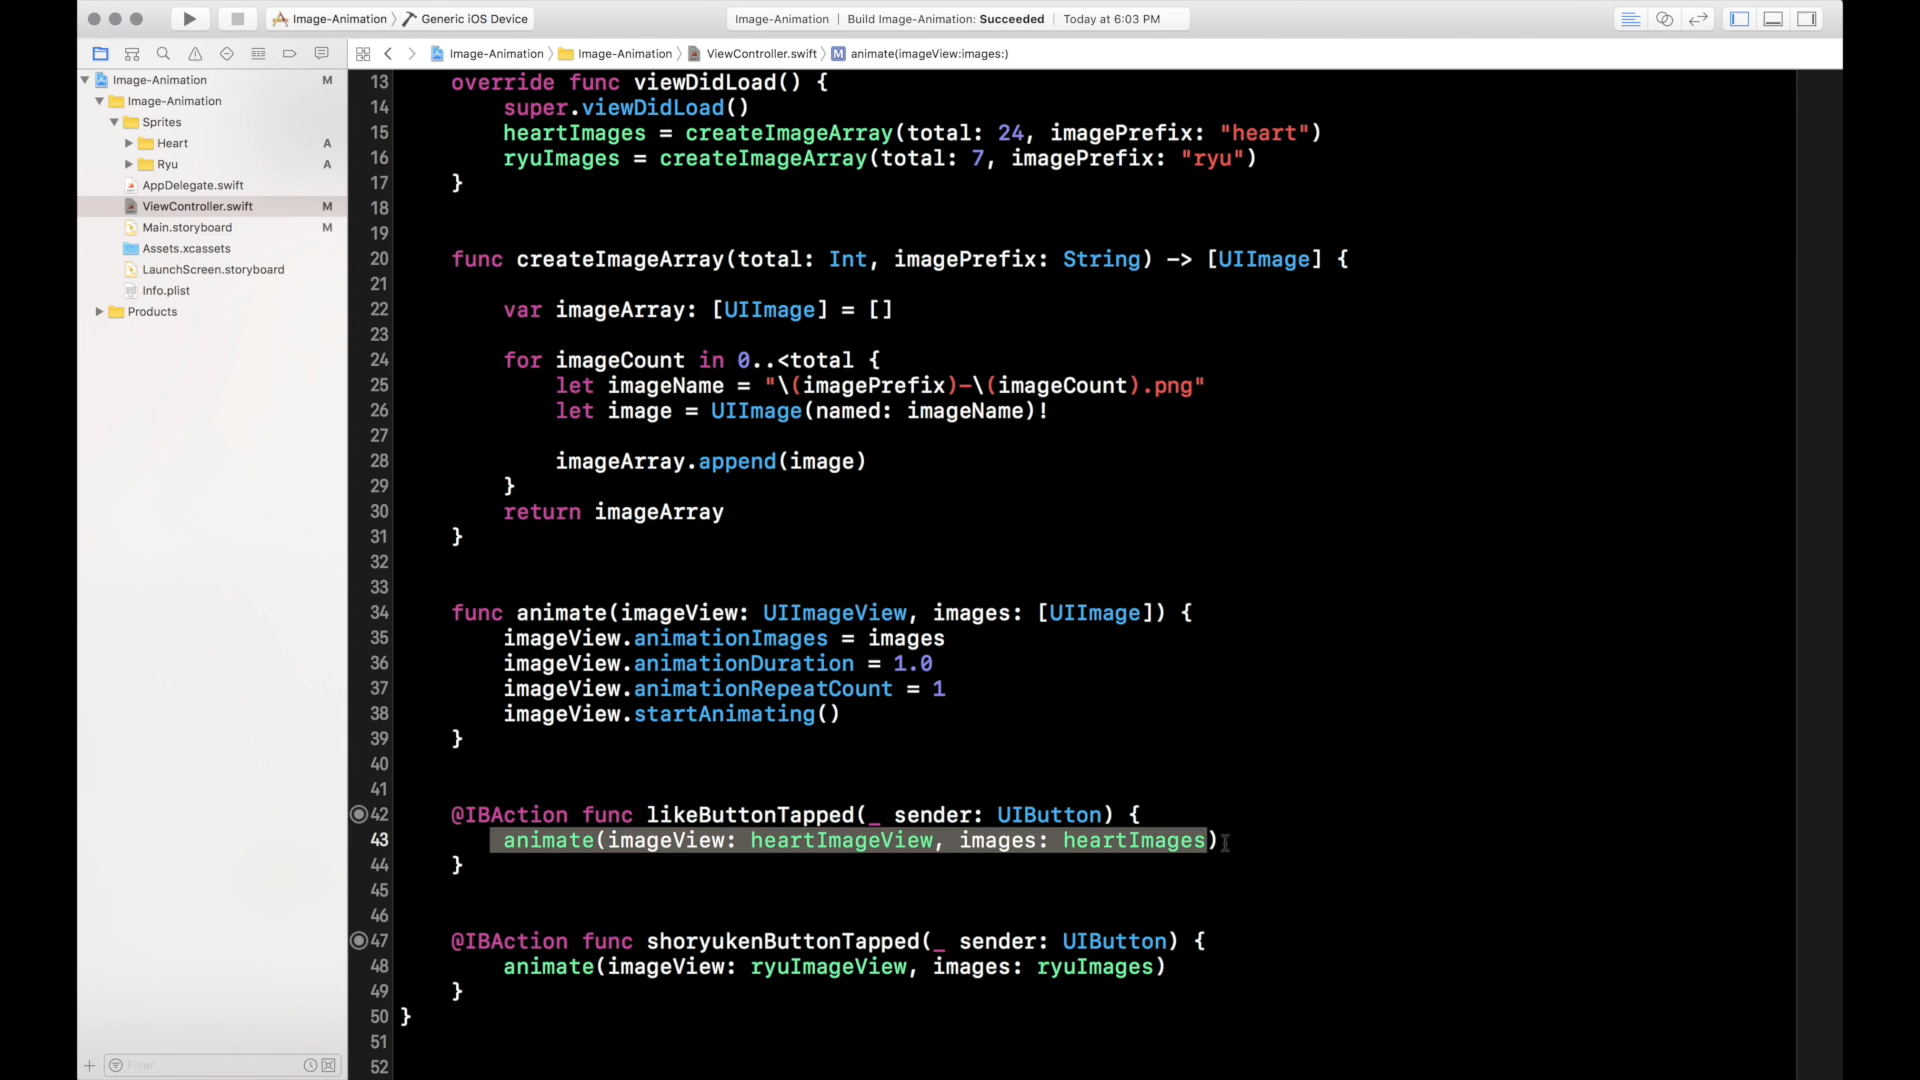 Image-Animation Generic iOS Device
Image-Animation | Build Image-Animation: Succeeded | Today at 6:03 PM
Image-Animation Image-Animation ViewController.swift M animate(imageView:images:)
Image-Animation M
Image-Animation
Sprites
Heart A
Ryu A
AppDelegate.swift
ViewController.swift M
Main.storyboard M
Assets.xcassets
LaunchScreen.storyboard
Info.plist
Products
Filter
13 override func viewDidLoad() {
14 super.viewDidLoad()
15 heartImages = createImageArray(total: 24, imagePrefix: "heart")
16 ryuImages = createImageArray(total: 7, imagePrefix: "ryu")
17 }
18
19
20 func createImageArray(total: Int, imagePrefix: String) -> [UIImage] {
21
22 var imageArray: [UIImage] = []
23
24 for imageCount in 0..<total {
25 let imageName = "\(imagePrefix)-\(imageCount).png"
26 let image = UIImage(named: imageName)!
27
28 imageArray.append(image)
29 }
30 return imageArray
31 }
32
33
34 func animate(imageView: UIImageView, images: [UIImage]) {
35 imageView.animationImages = images
36 imageView.animationDuration = 1.0
37 imageView.animationRepeatCount = 1
38 imageView.startAnimating()
39 }
40
41
42 @IBAction func likeButtonTapped(_ sender: UIButton) {
43 animate(imageView: heartImageView, images: heartImages)
44 }
45
46
47 @IBAction func shoryukenButtonTapped(_ sender: UIButton) {
48 animate(imageView: ryuImageView, images: ryuImages)
49 }
50 }
51
52